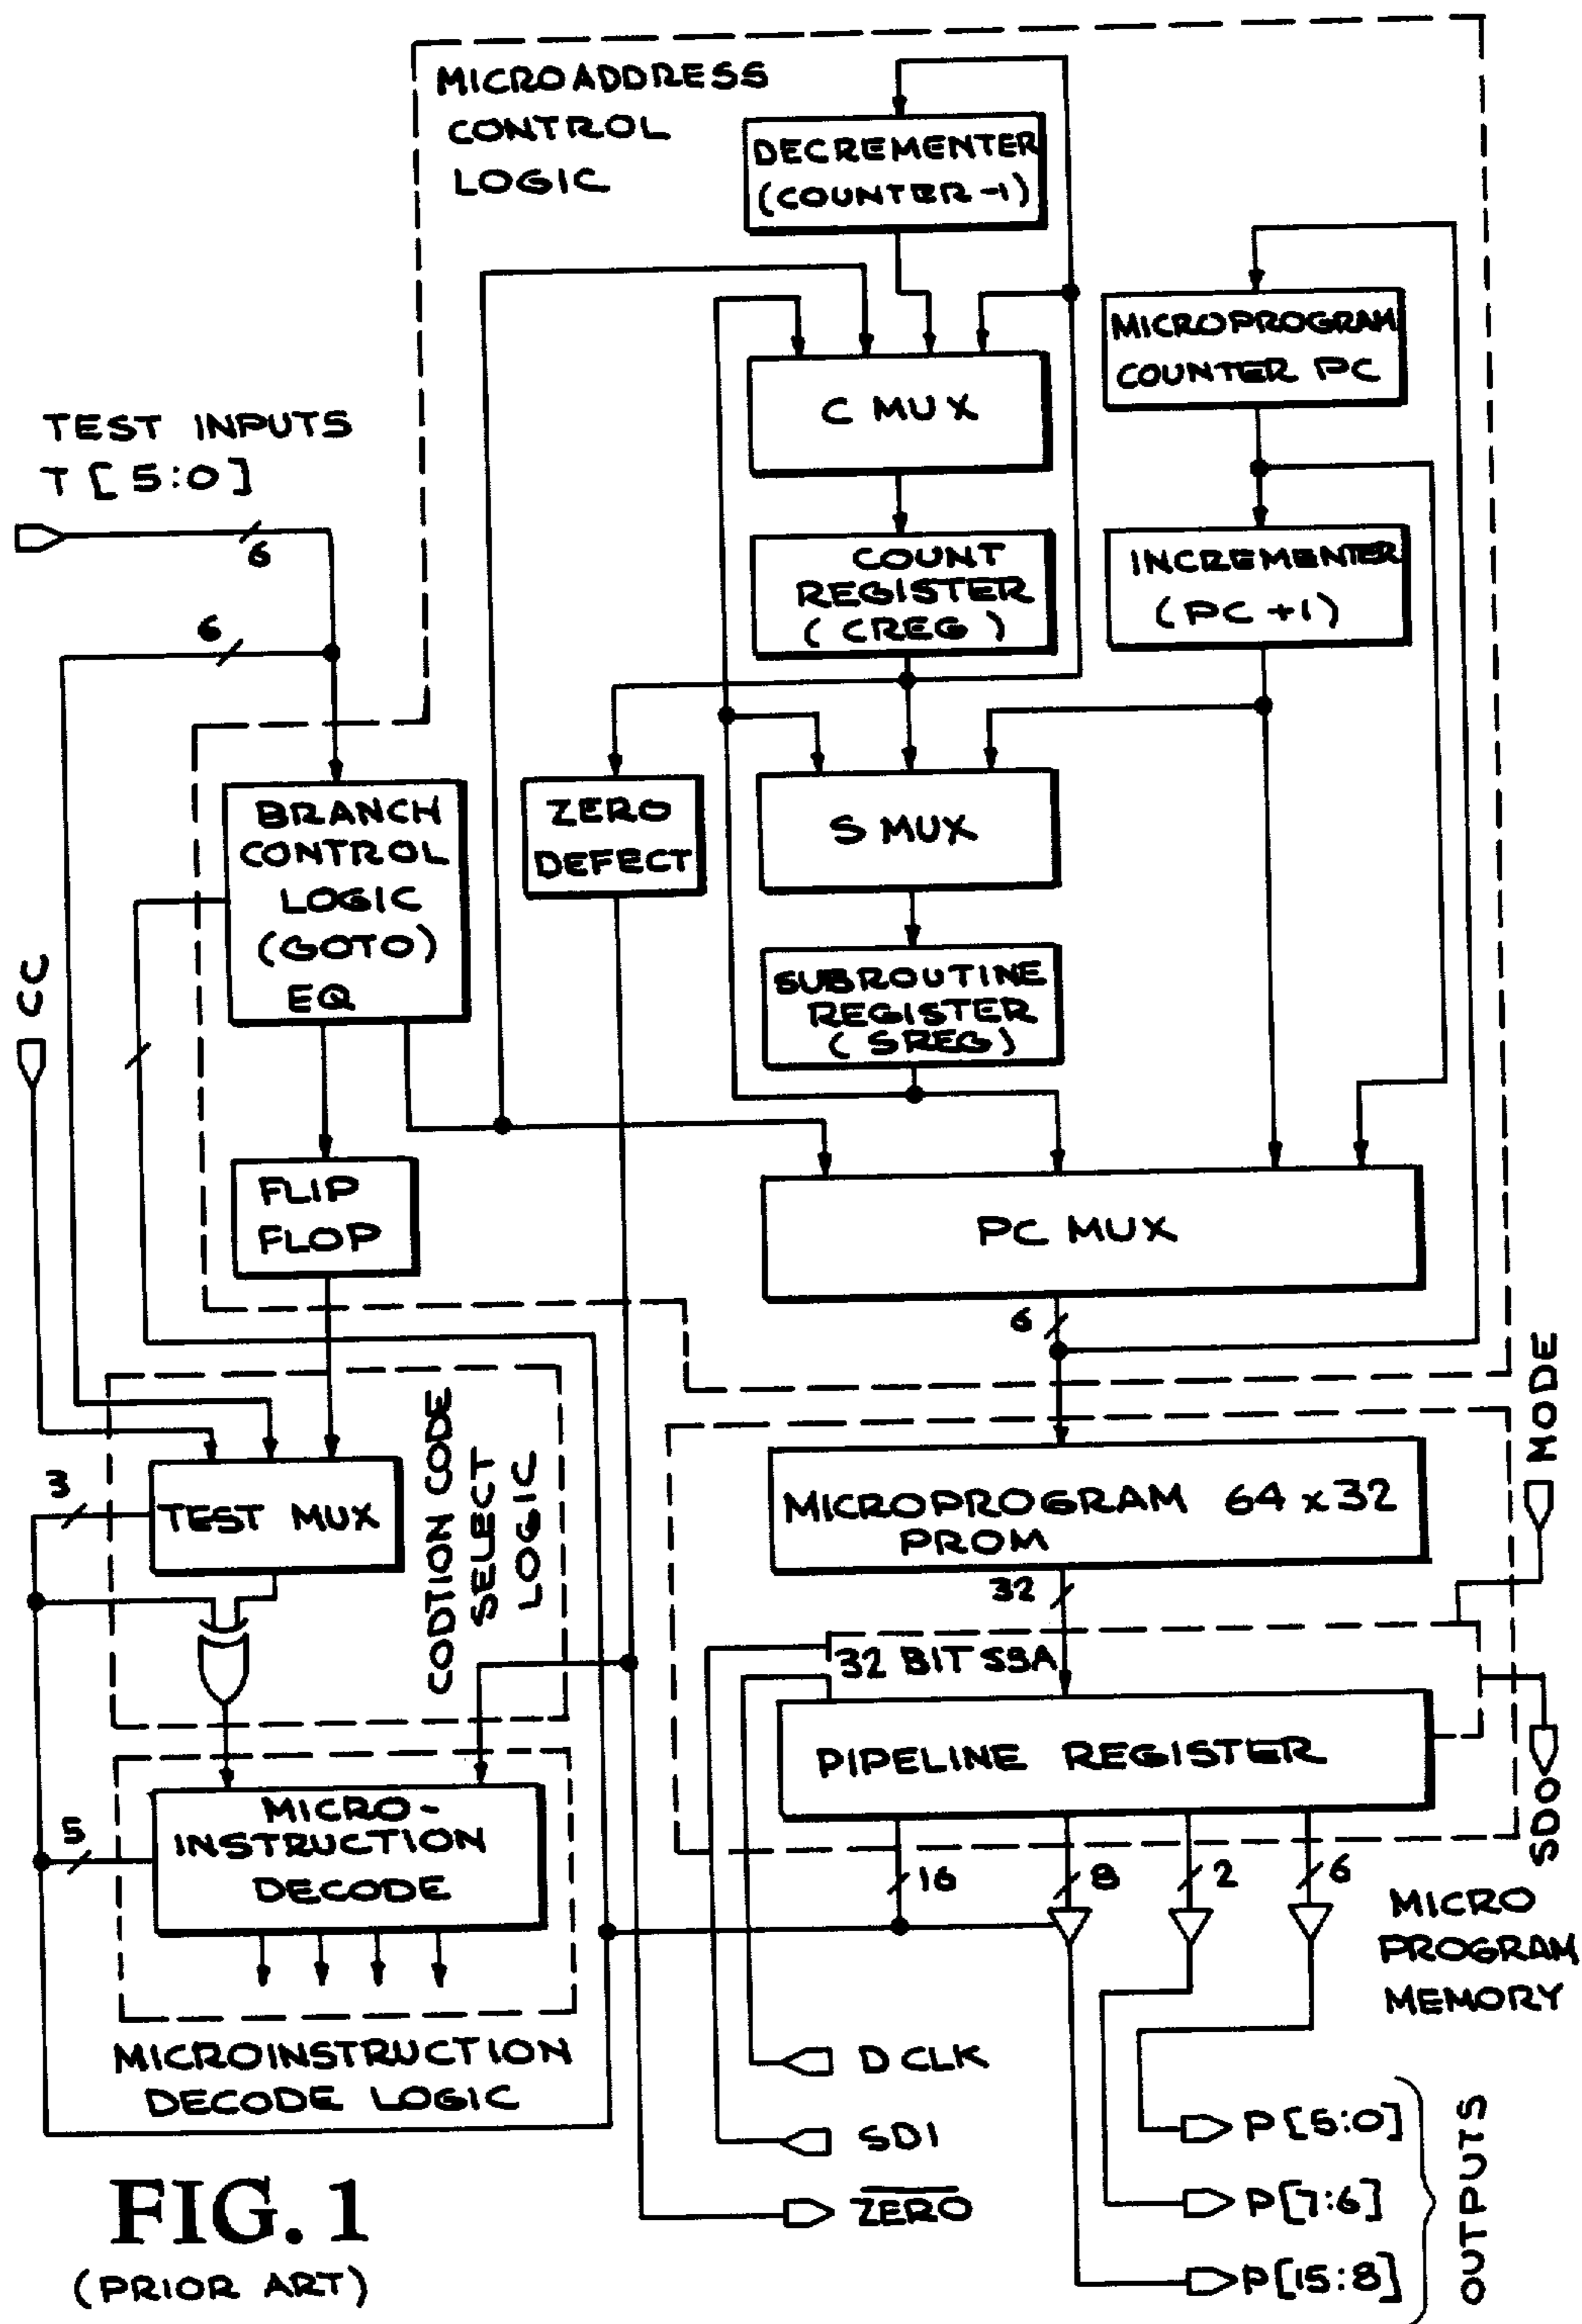 MICROADDRESS
CONTROL
LOGIC
DECREMENTER
(COUNTER-1)
MICROPROGRAM
COUNTER PC
C MUX
TEST INPUTS
T [5:0]
6
6
COUNT
REGISTER
( CREG )
INCREMENTER
(PC +1)
BRANCH
CONTROL
LOGIC
(GOTO)
EQ
ZERO
DEFECT
S MUX
CC
SUBROUTINE
REGISTER
( SREG )
FLIP
FLOP
PC MUX
6
MODE
CODTION CODE
SELECT
LOGIC
3
TEST MUX
MICROPROGRAM 64 x 32
PROM
32
32 BIT SSA
PIPELINE REGISTER
SDO
5
MICRO-
INSTRUCTION
DECODE
16
8
2
6
MICRO
PROGRAM
MEMORY
MICROINSTRUCTION
DECODE LOGIC
D CLK
SDI
ZERO
P [5:0]
P[7:6]
P[15:8]
OUTPUTS
FIG. 1
(PRIOR ART)